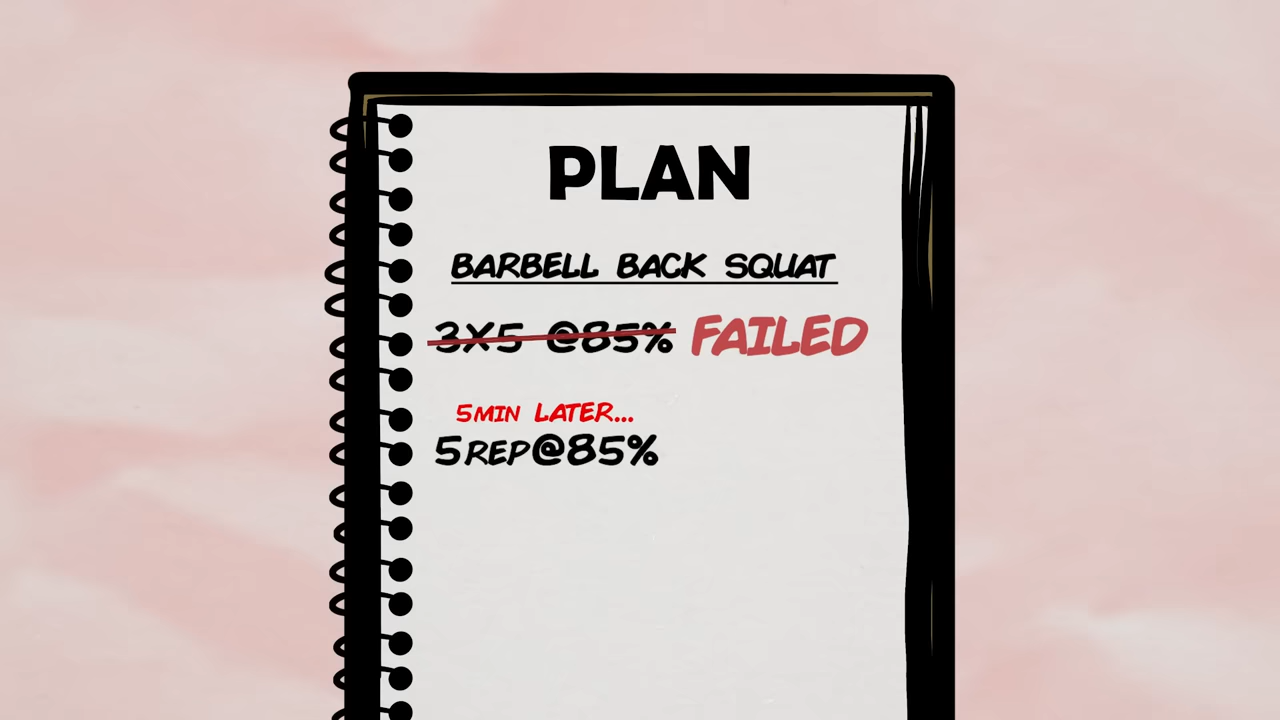 PLAN
BARBELL BACK SQUAT
3X5 @85% FAILED
5MIN LATER...
5REP@85%